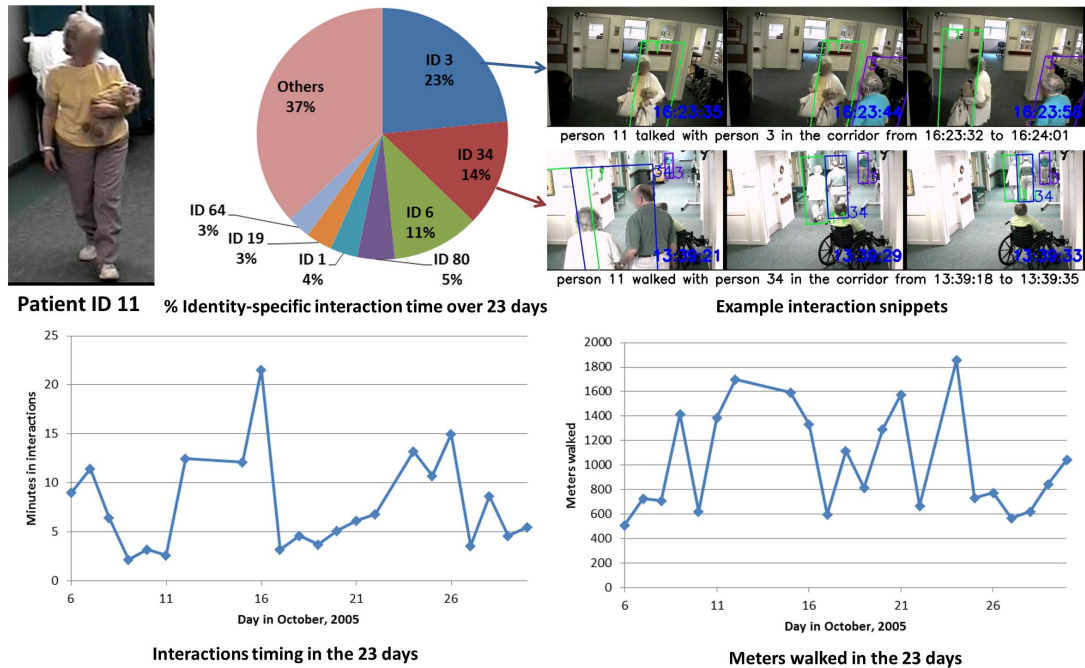 Others
37%
ID 3
23%
ID 34
14%
ID 6
11%
ID 80
5%
ID 1
4%
ID 19
3%
ID 64
3%
16:23:35
16:23:44
16:23:58
person 11 talked with person 3 in the corridor from 16:23:32 to 16:24:01
34
13:39:21
34
13:39:29
34
13:39:33
person 11 walked with person 34 in the corridor from 13:39:18 to 13:39:35
Patient ID 11
% Identity-specific interaction time over 23 days
Example interaction snippets
Minutes in interactions
25
20
15
10
5
0
6
11
16
21
26
Day in October, 2005
Interactions timing in the 23 days
Meters walked
2000
1800
1600
1400
1200
1000
800
600
400
200
0
6
11
16
21
26
Day in October, 2005
Meters walked in the 23 days